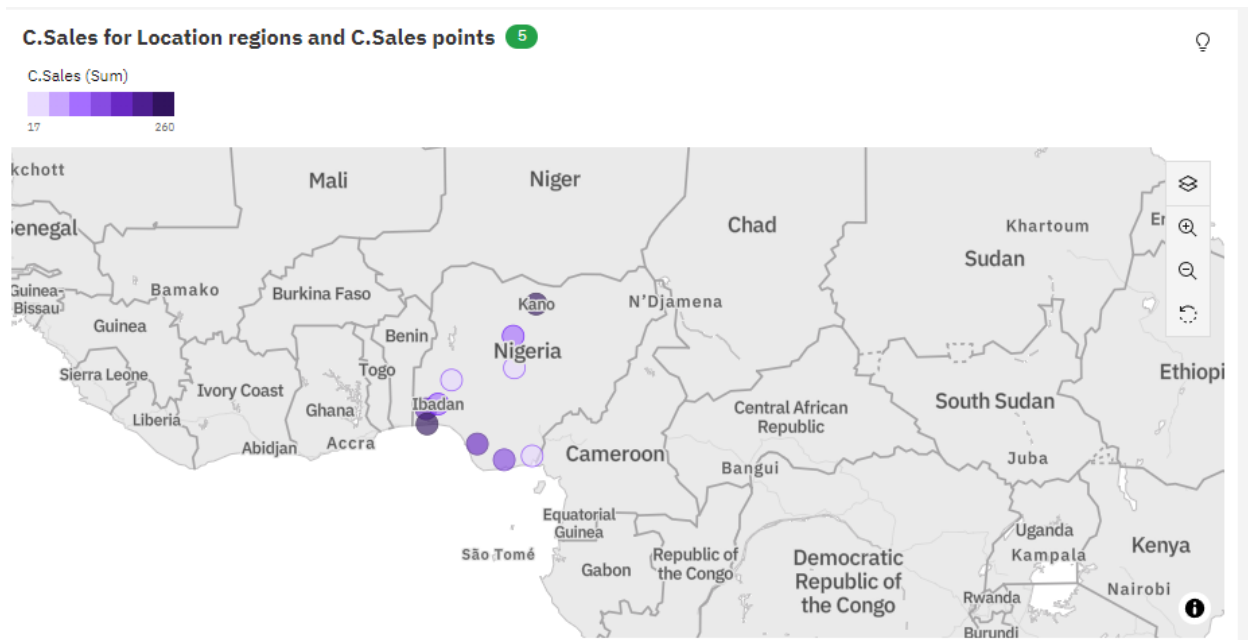 C.Sales for Location regions and C.Sales points 5
C.Sales (Sum)
17 260
kchott
Mali
Niger
Chad
Khartoum
Er
enegal
Sudan
Bamako
Burkina Faso
Kano
N'Djamena
Guinea-
Bissau
Guinea
Benin
Nigeria
Sierra Leone
Togo
Ethiopi
Ivory Coast
Ghana
Ibadan
Central African
Republic
South Sudan
Liberia
Abidjan
Accra
Cameroon
Bangui
Juba
Equatorial
Guinea
Uganda
São Tomé
Republic of
the Congo
Kampala
Kenya
Gabon
Democratic
Republic of
the Congo
Rwanda
Nairobi
Burundi